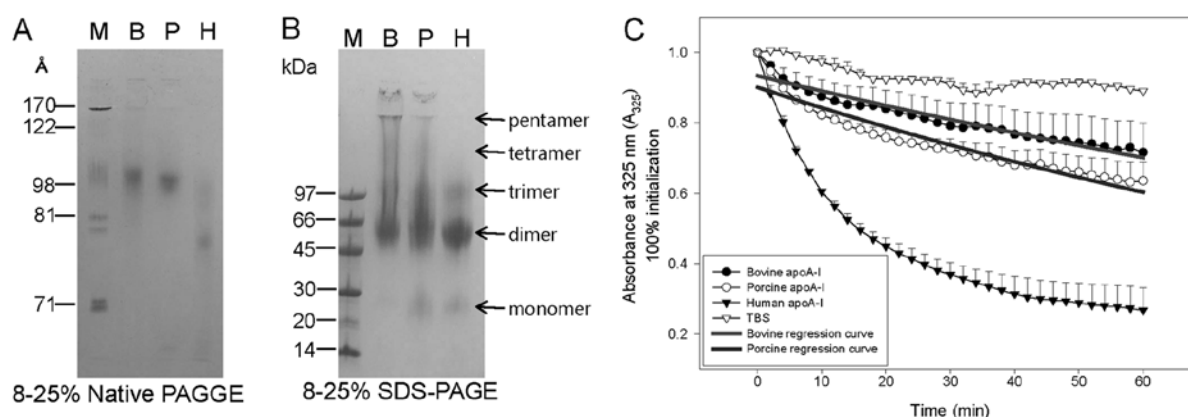 A
M B P H
Å
170
122
98
81
71
8-25% Native PAGGE
B
M B P H
kDa
97
66
45
30
20
14
pentamer
tetramer
trimer
dimer
monomer
8-25% SDS-PAGE
C
Absorbance at 325 nm (A325)
100% initialization
1.0
0.8
0.6
0.4
0.2
Bovine apoA-I
Porcine apoA-I
Human apoA-I
TBS
Bovine regression curve
Porcine regression curve
0 10 20 30 40 50 60
Time (min)